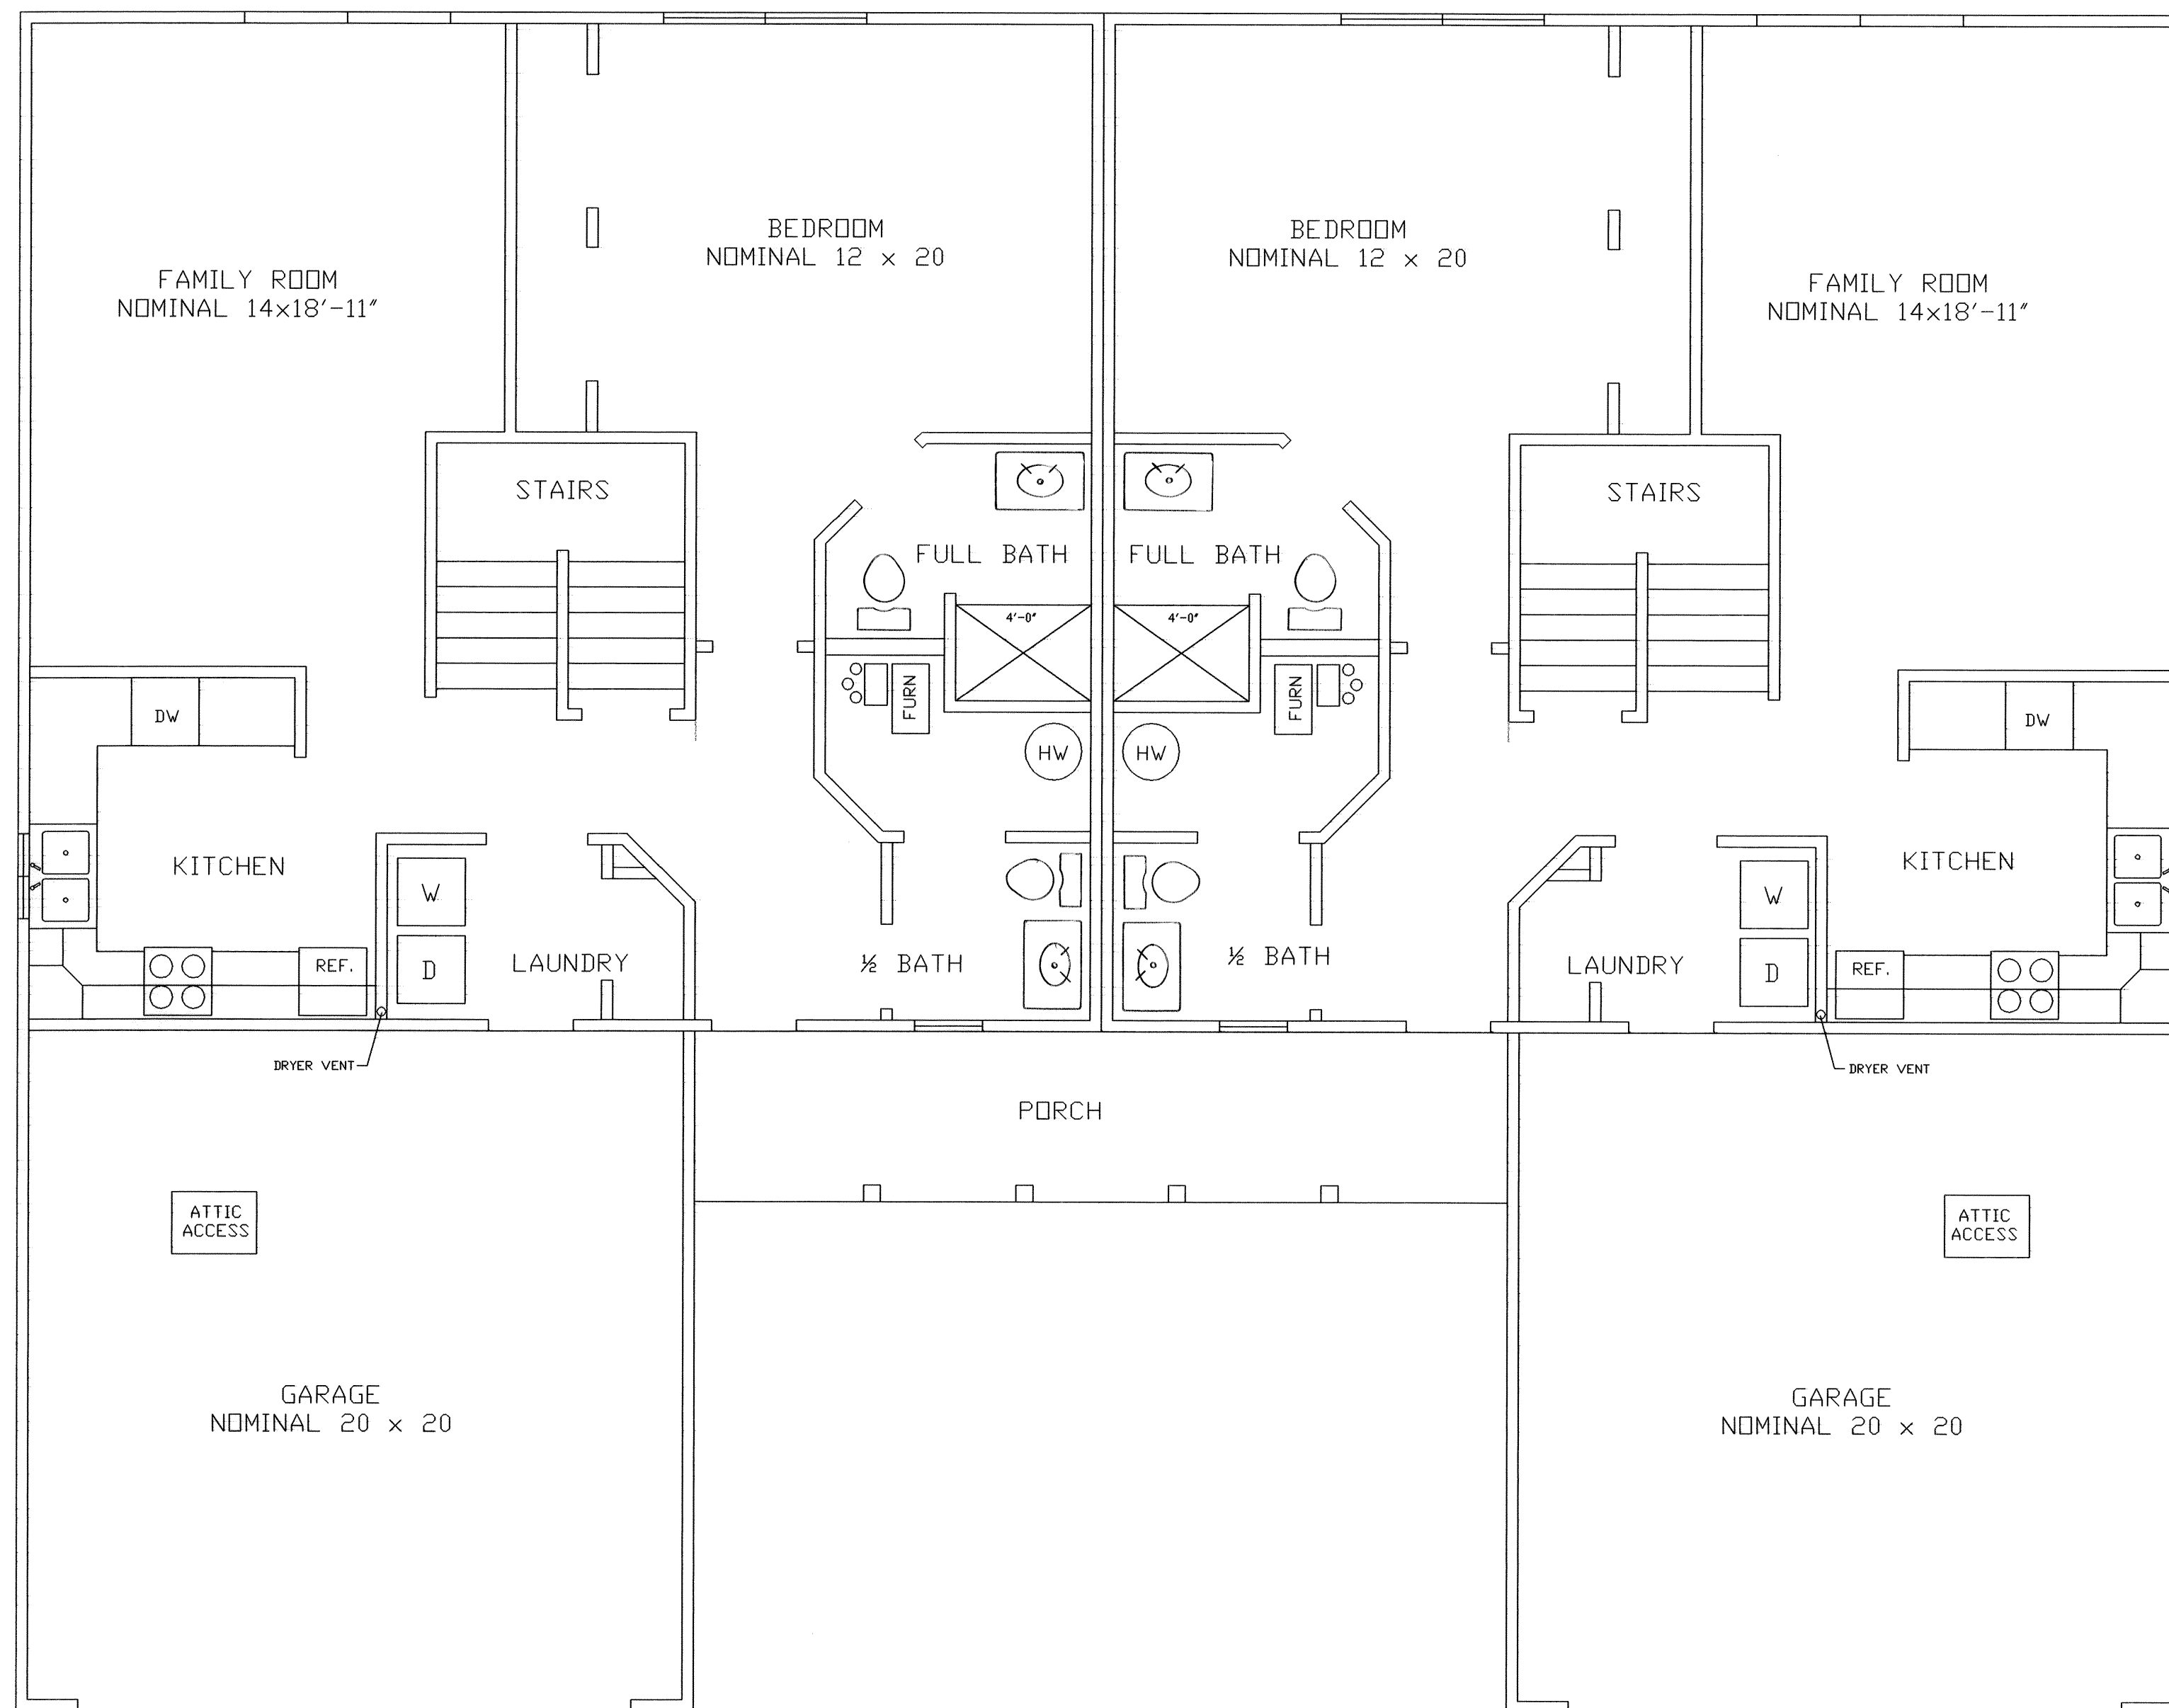 BEDROOM
NOMINAL 12 x 20
BEDROOM
NOMINAL 12 x 20
FAMILY ROOM
NOMINAL 14x18'-11"
FAMILY ROOM
NOMINAL 14x18'-11"
STAIRS
STAIRS
FULL BATH
FULL BATH
4'-0"
4'-0"
DW
FURN
FURN
DW
HW
HW
KITCHEN
KITCHEN
W
W
REF.
D
LAUNDRY
½ BATH
½ BATH
LAUNDRY
D
REF.
DRYER VENT
DRYER VENT
PORCH
ATTIC
ACCESS
ATTIC
ACCESS
GARAGE
NOMINAL 20 x 20
GARAGE
NOMINAL 20 x 20